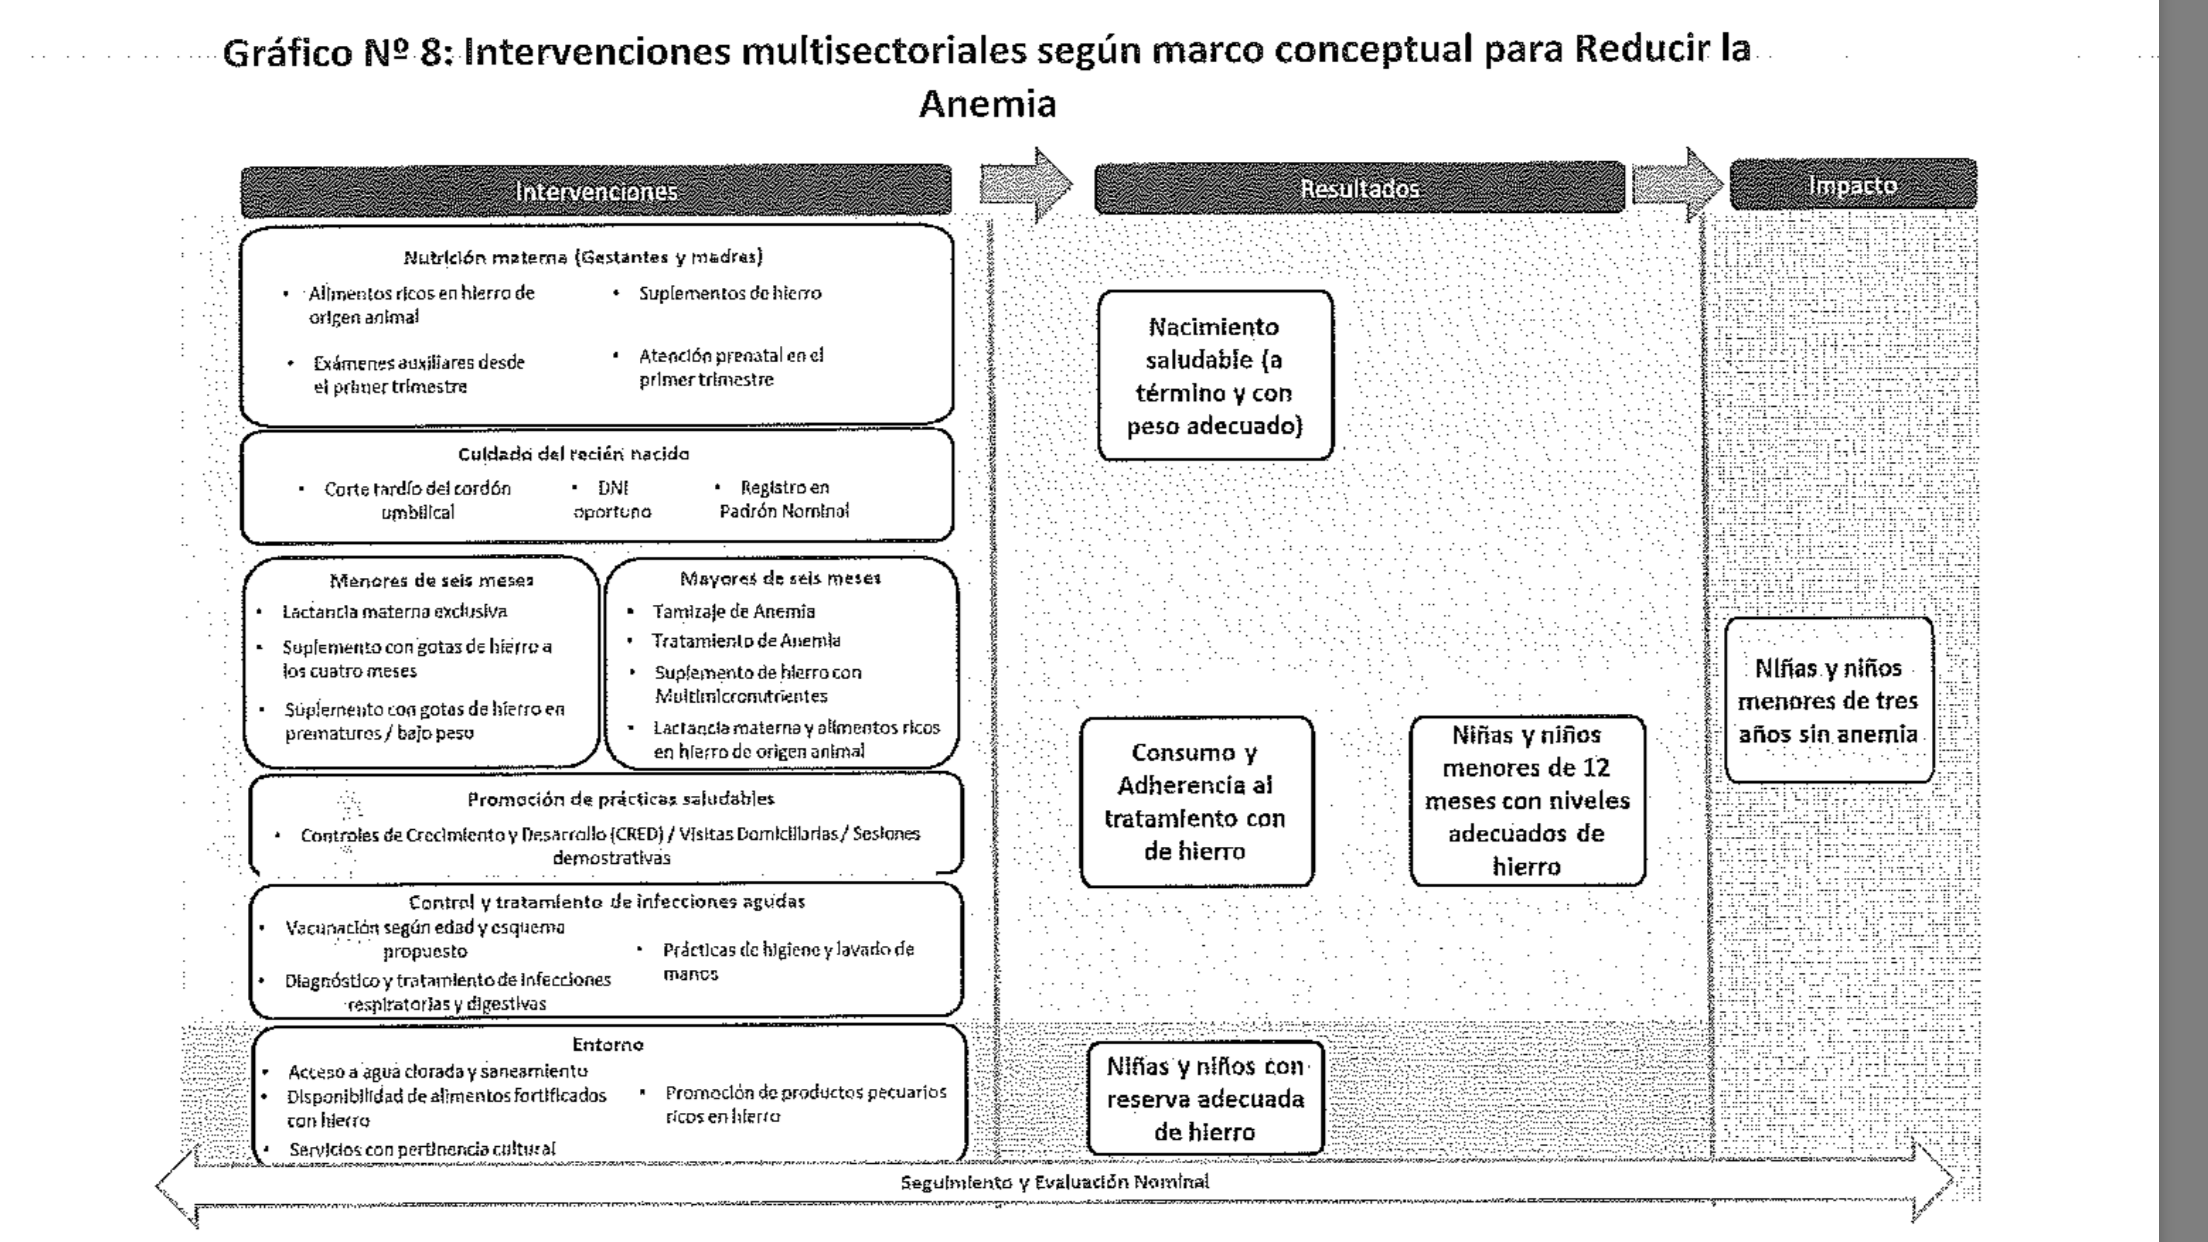 Gráfico Nº 8: Intervenciones multisectoriales según marco conceptual para Reducir la
Anemia
Intervenciones
Resultados
Impacto
Nutrición materna (Gestantes y madres)
• Alimentos ricos en hierro de
origen animal
• Suplementos de hierro
• Exámenes auxiliares desde
el primer trimestre
• Atención prenatal en el
primer trimestre
Cuidado del recién nacido
• Corte tardío del cordón
umbilical
• DNI
oportuno
• Registro en
Padrón Nominal
Menores de seis meses
• Lactancia materna exclusiva
• Suplemento con gotas de hierro a
los cuatro meses
• Suplemento con gotas de hierro en
prematuros / bajo peso
Mayores de seis meses
• Tamizaje de Anemia
• Tratamiento de Anemia
• Suplemento de hierro con
Multimicronutrientes
• Lactancia materna y alimentos ricos
en hierro de origen animal
Promoción de prácticas saludables
• Controles de Crecimiento y Desarrollo (CRED) / Visitas Domiciliarias / Sesiones
demostrativas
Control y tratamiento de infecciones agudas
• Vacunación según edad y esquema
propuesto
• Diagnóstico y tratamiento de infecciones
respiratorias y digestivas
• Prácticas de higiene y lavado de
manos
Entorno
• Acceso a agua clorada y saneamiento
• Disponibilidad de alimentos fortificados
con hierro
• Servicios con pertinencia cultural
• Promoción de productos pecuarios
ricos en hierro
Nacimiento
saludable (a
término y con
peso adecuado)
Consumo y
Adherencia al
tratamiento con
de hierro
Niñas y niños
menores de 12
meses con niveles
adecuados de
hierro
Niñas y niños con
reserva adecuada
de hierro
Niñas y niños
menores de tres
años sin anemia
Seguimiento y Evaluación Nominal